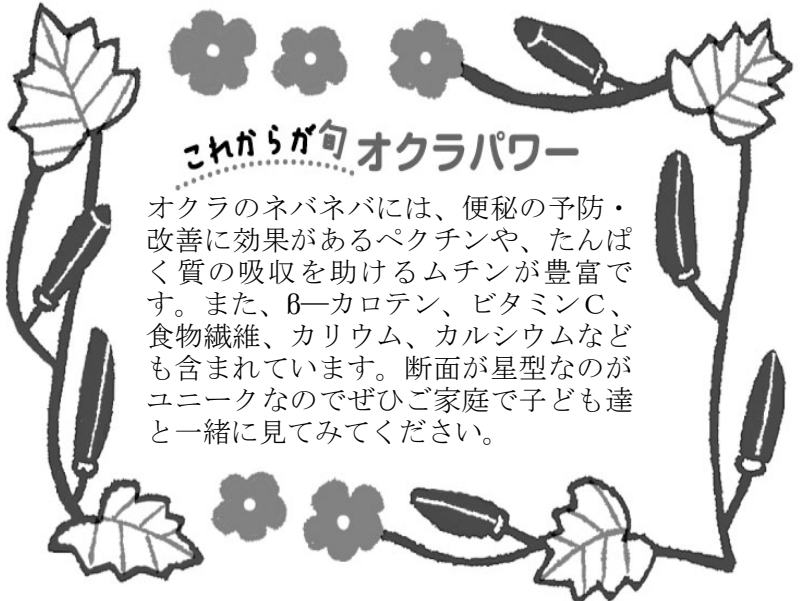 これからが旬オクラパワー
オクラのネバネバには、便秘の予防・
改善に効果があるペクチンや、たんぱ
く質の吸収を助けるムチンが豊富で
す。また、β―カロテン、ビタミンＣ、
食物繊維、カリウム、カルシウムなど
も含まれています。断面が星型なのが
ユニークなのでぜひご家庭で子ども達
と一緒に見てみてください。